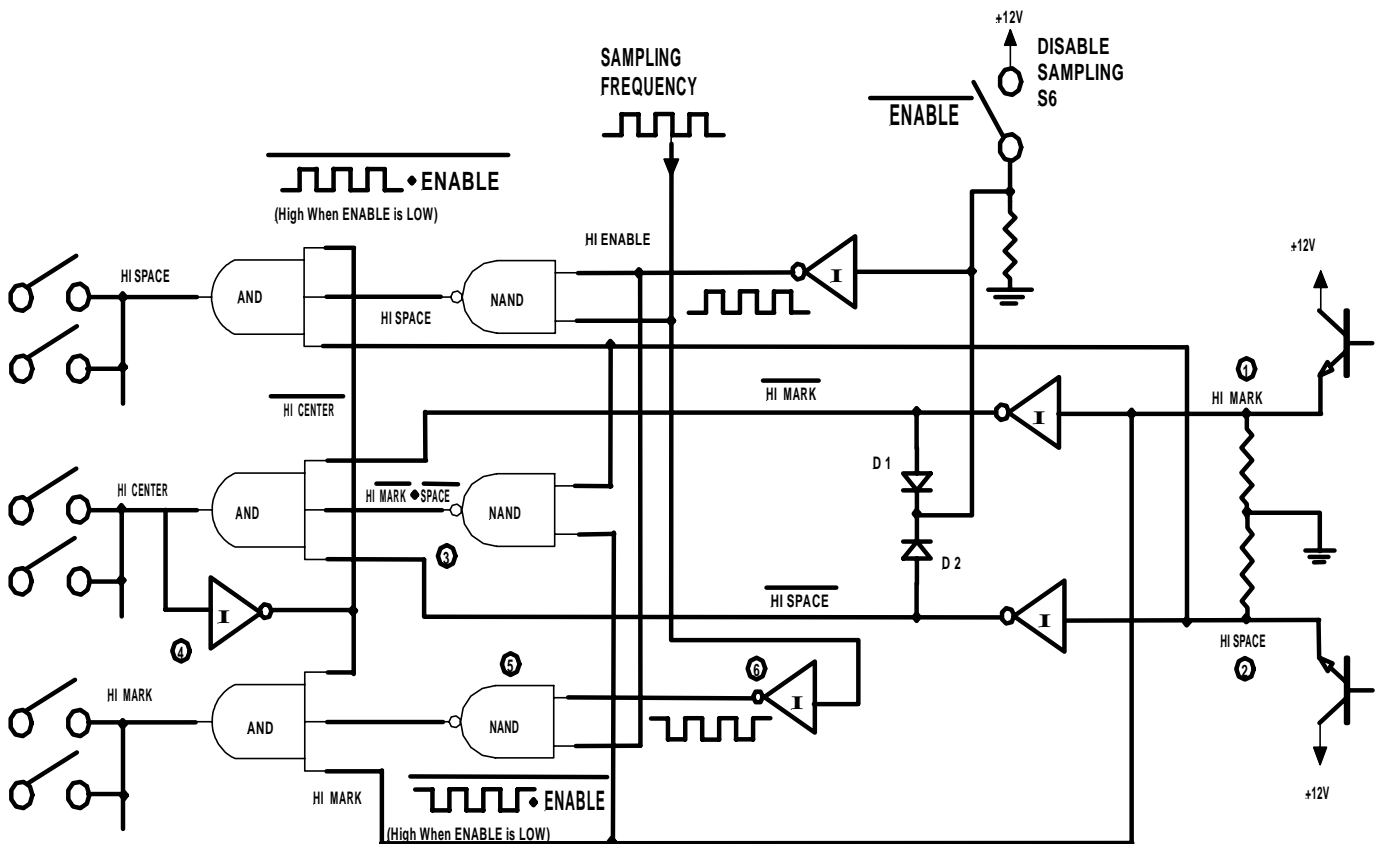 +12V
DISABLE
SAMPLING
S6
SAMPLING
FREQUENCY
ENABLE
• ENABLE
(High When ENABLE is LOW)
HI ENABLE
+12V
I
HI SPACE
AND
HI SPACE
NAND
1
HI MARK
HI CENTER
HI MARK
I
D 1
HI CENTER
AND
HI MARK • SPACE
NAND
3
D 2
HI SPACE
I
I
4
HI SPACE
2
5
6
HI MARK
AND
NAND
I
HI MARK
• ENABLE
(High When ENABLE is LOW)
+12V